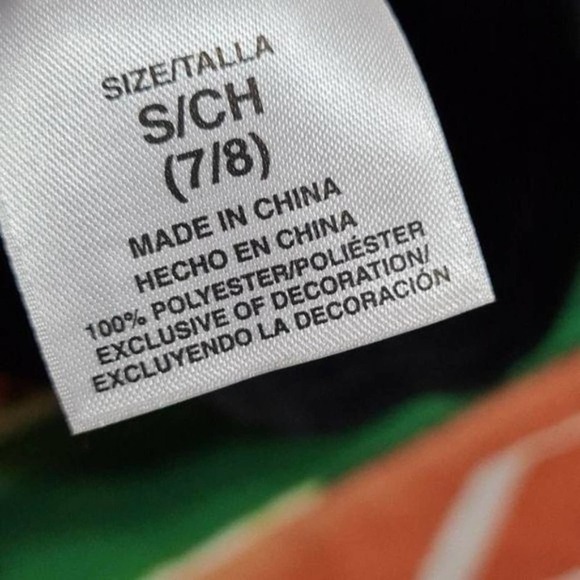 SIZE/TALLA
S/CH
(7/8)
MADE IN CHINA
HECHO EN CHINA
100% POLYESTER/POLIÉSTER
EXCLUSIVE OF DECORATION/
EXCLUYENDO LA DECORACIÓN